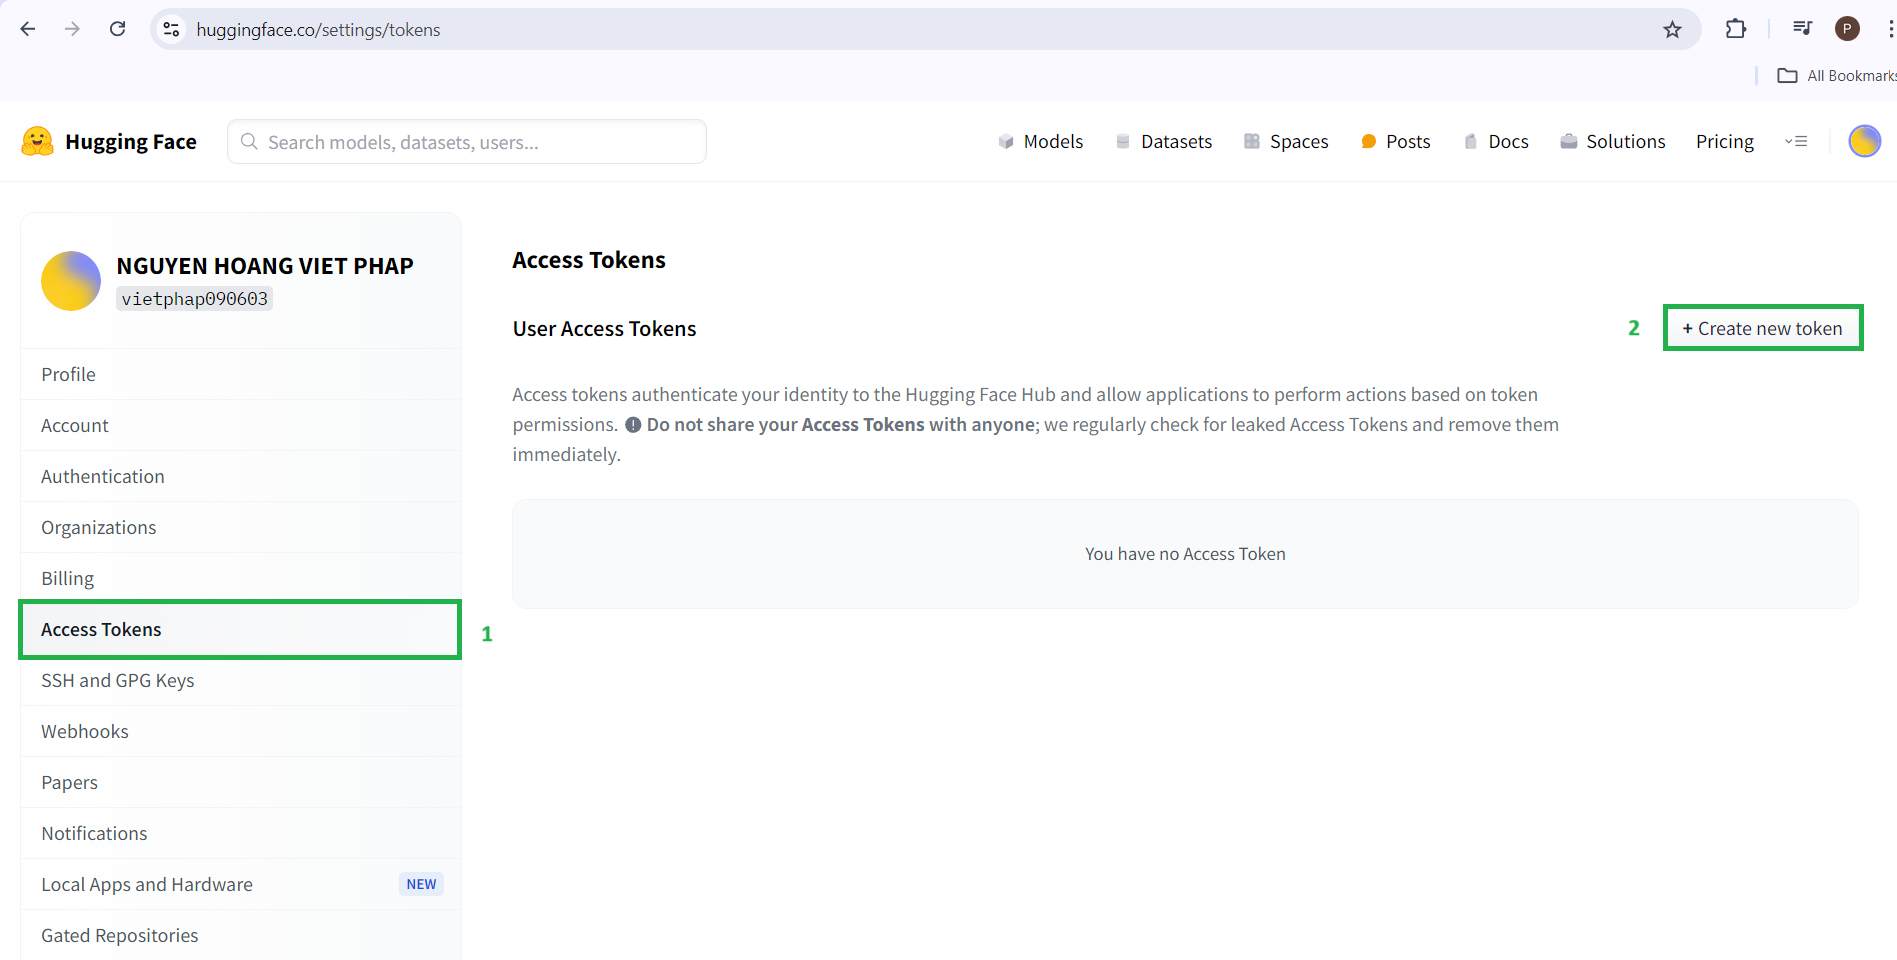 huggingface.co/settings/tokens
P
All Bookmarks
Hugging Face
Search models, datasets, users...
Models
Datasets
Spaces
Posts
Docs
Solutions
Pricing
NGUYEN HOANG VIET PHAP
vietphap090603
Profile
Account
Authentication
Organizations
Billing
Access Tokens
1
SSH and GPG Keys
Webhooks
Papers
Notifications
Local Apps and Hardware NEW
Gated Repositories
Access Tokens
User Access Tokens
2
+ Create new token
Access tokens authenticate your identity to the Hugging Face Hub and allow applications to perform actions based on token
permissions. Do not share your Access Tokens with anyone; we regularly check for leaked Access Tokens and remove them
immediately.
You have no Access Token